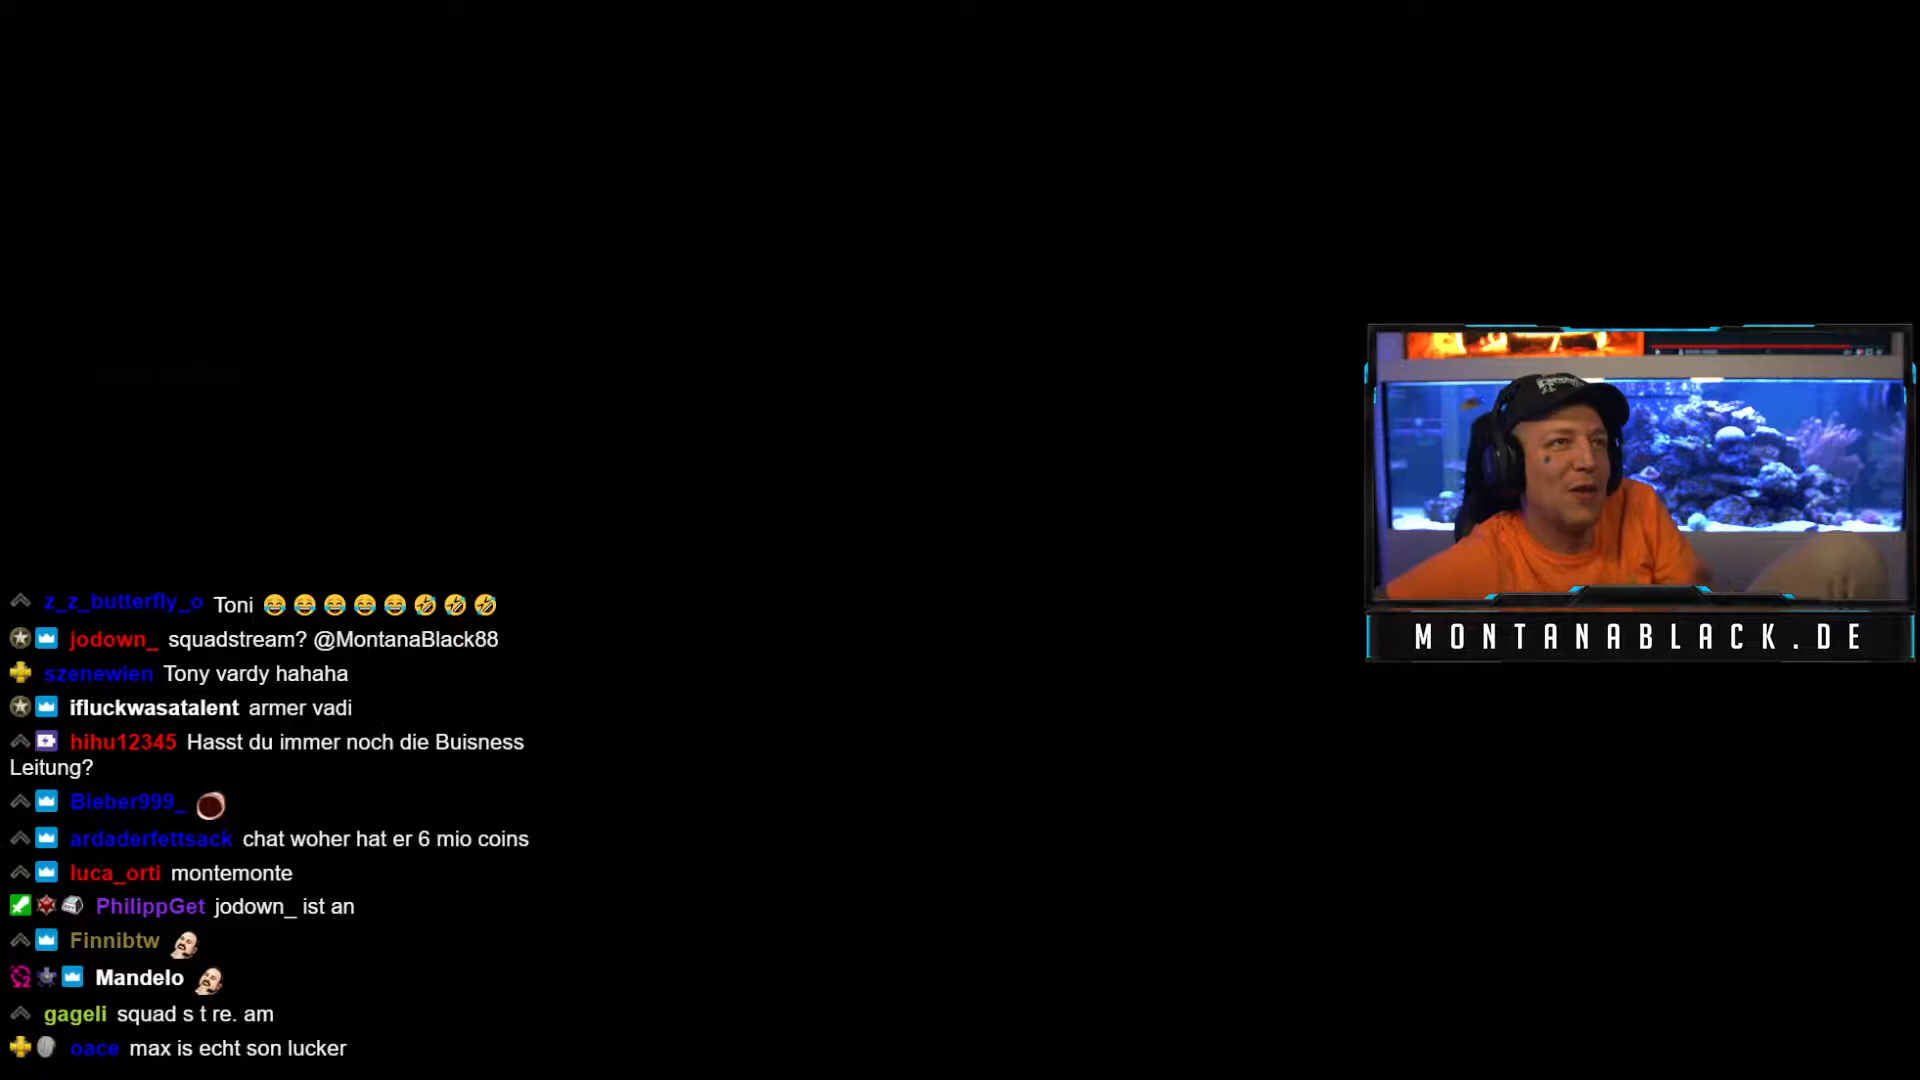 z_z_butterfly_o Toni 😂😂😂😂😂🤣🤣🤣
jodown_ squadstream? @MontanaBlack88
szenewien Tony vardy hahaha
ifluckwasatalent armer vadi
hihu12345 Hasst du immer noch die Buisness
Leitung?
Bleber999_
ardaderfettsack chat woher hat er 6 mio coins
luca_orti montemonte
PhilippGet jodown_ ist an
Finnibtw
Mandelo
gageli squad s t re. am
oace max is echt son lucker
MONTANABLACK.DE